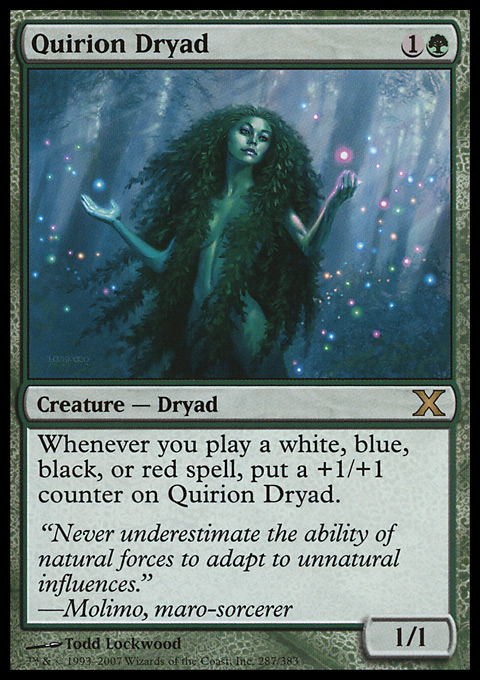 Quirion Dryad 1
Creature — Dryad X
Whenever you play a white, blue,
black, or red spell, put a +1/+1
counter on Quirion Dryad.
“Never underestimate the ability of
natural forces to adapt to unnatural
influences.”
—Molimo, maro-sorcerer
Todd Lockwood
1/1
™ & © 1993–2007 Wizards of the Coast, Inc. 287/383